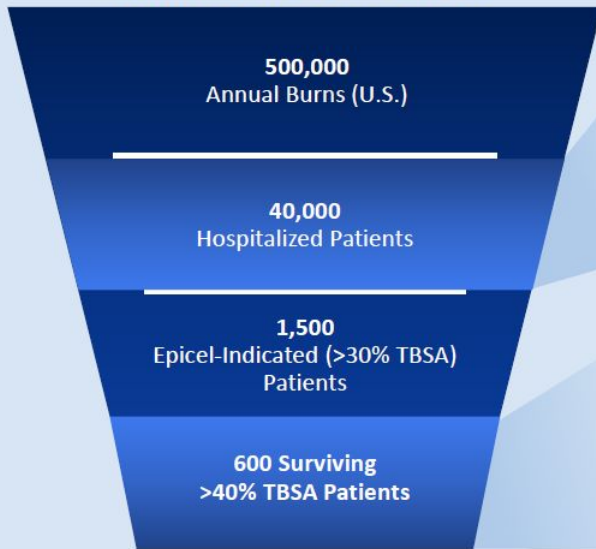 500,000
Annual Burns (U.S.)
40,000
Hospitalized Patients
1,500
Epicel-Indicated (>30% TBSA)
Patients
600 Surviving
>40% TBSA Patients